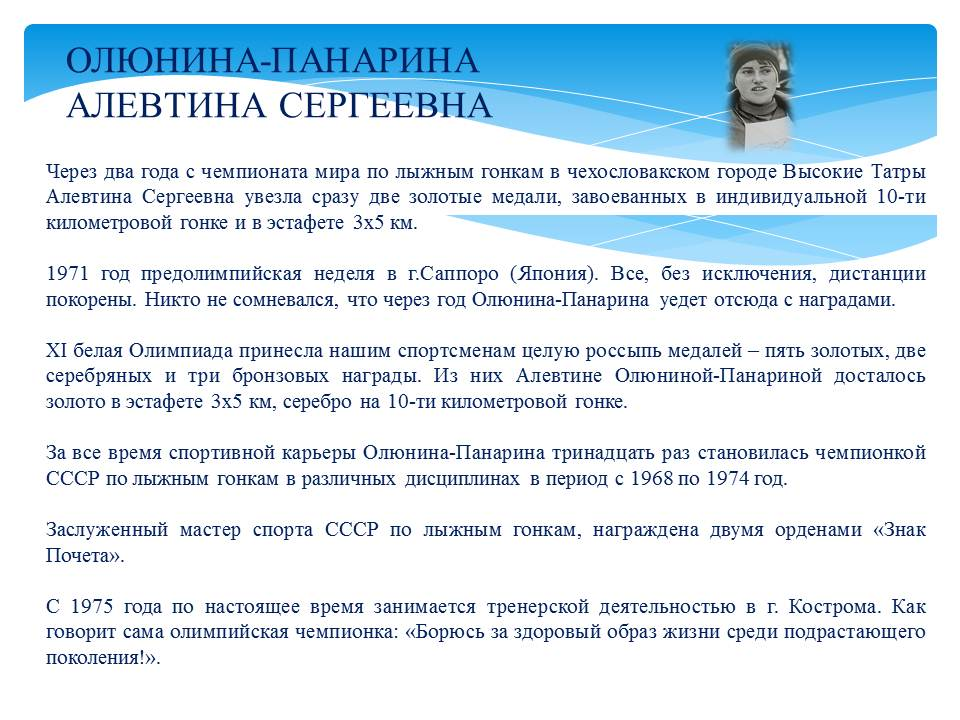 ОЛЮНИНА-ПАНАРИНА
АЛЕВТИНА СЕРГЕЕВНА
Через два года с чемпионата мира по лыжным гонкам в чехословакском городе Высокие Татры
Алевтина Сергеевна увезла сразу две золотые медали, завоеванных в индивидуальной 10-ти
километровой гонке и в эстафете 3х5 км.
1971 год предолимпийская неделя в г.Саппоро (Япония). Все, без исключения, дистанции
покорены. Никто не сомневался, что через год Олюнина-Панарина уедет отсюда с наградами.
XI белая Олимпиада принесла нашим спортсменам целую россыпь медалей – пять золотых, две
серебряных и три бронзовых награды. Из них Алевтине Олюниной-Панариной досталось
золото в эстафете 3х5 км, серебро на 10-ти километровой гонке.
За все время спортивной карьеры Олюнина-Панарина тринадцать раз становилась чемпионкой
СССР по лыжным гонкам в различных дисциплинах в период с 1968 по 1974 год.
Заслуженный мастер спорта СССР по лыжным гонкам, награждена двумя орденами «Знак
Почета».
С 1975 года по настоящее время занимается тренерской деятельностью в г. Кострома. Как
говорит сама олимпийская чемпионка: «Борюсь за здоровый образ жизни среди подрастающего
поколения!».